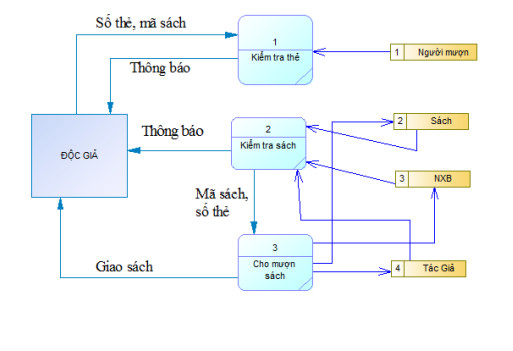 Số thẻ, mã sách
1
Kiểm tra thẻ
1 Người mượn
Thông báo
ĐỘC GIẢ
Thông báo
2
Kiểm tra sách
2 Sách
3 NXB
Mã sách,
số thẻ
3
Cho mượn
sách
4 Tác Giả
Giao sách